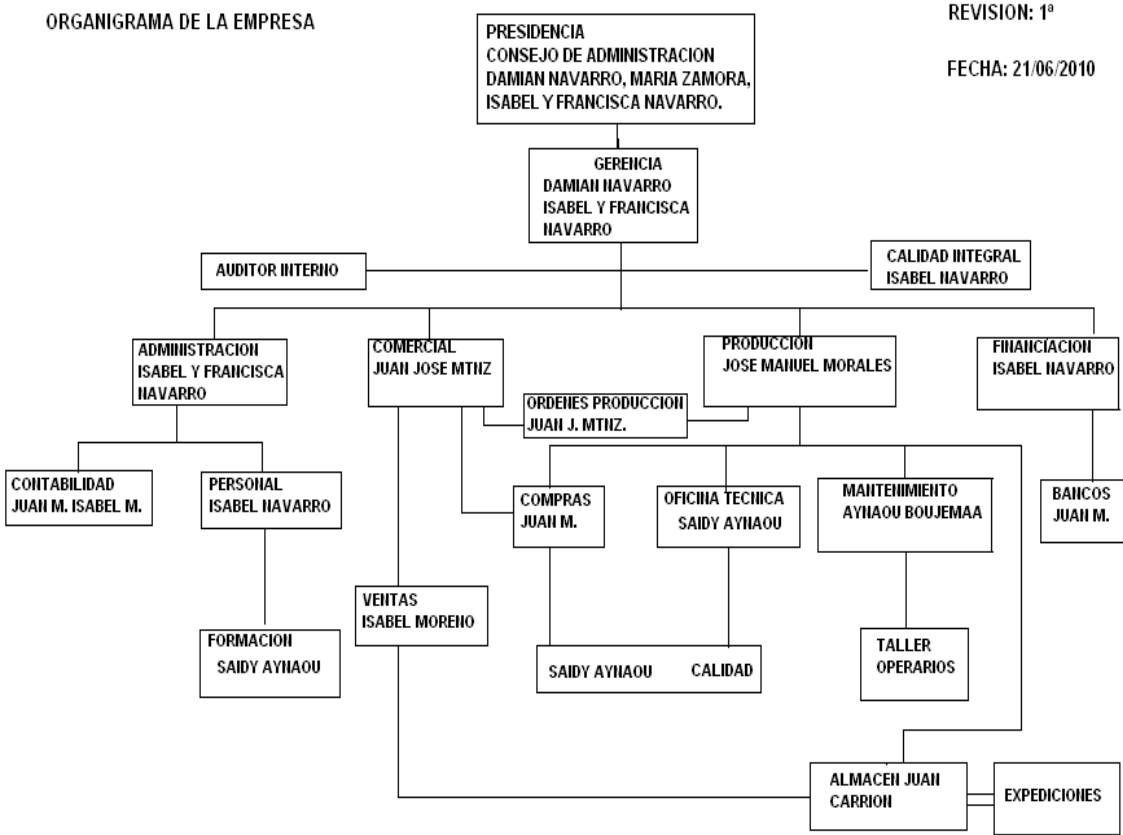 ORGANIGRAMA DE LA EMPRESA
REVISION: 1ª
FECHA: 21/06/2010
PRESIDENCIA
CONSEJO DE ADMINISTRACION
DAMIAN NAVARRO, MARIA ZAMORA,
ISABEL Y FRANCISCA NAVARRO.
GERENCIA
DAMIAN NAVARRO
ISABEL Y FRANCISCA
NAVARRO
AUDITOR INTERNO
CALIDAD INTEGRAL
ISABEL NAVARRO
ADMINISTRACION
ISABEL Y FRANCISCA
NAVARRO
COMERCIAL
JUAN JOSE MTNZ
PRODUCCIÓN
JOSE MANUEL MORALES
FINANCIACION
ISABEL NAVARRO
ORDENES PRODUCCION
JUAN J. MTNZ.
CONTABILIDAD
JUAN M. ISABEL M.
PERSONAL
ISABEL NAVARRO
COMPRAS
JUAN M.
OFICINA TECNICA
SAIDY AYNAOU
MANTENIMIENTO
AYNAOU BOUJEMAA
BANCOS
JUAN M.
VENTAS
ISABEL MORENO
FORMACION
SAIDY AYNAOU
SAIDY AYNAOU CALIDAD
TALLER
OPERARIOS
ALMACEN JUAN
CARRION
EXPEDICIONES